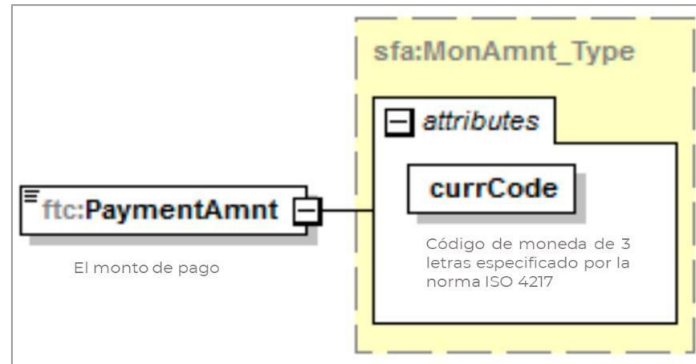 sfa:MonAmnt_Type
attributes
currCode
ftc:PaymentAmnt
Código de moneda de 3
letras especificado por la
norma ISO 4217
El monto de pago